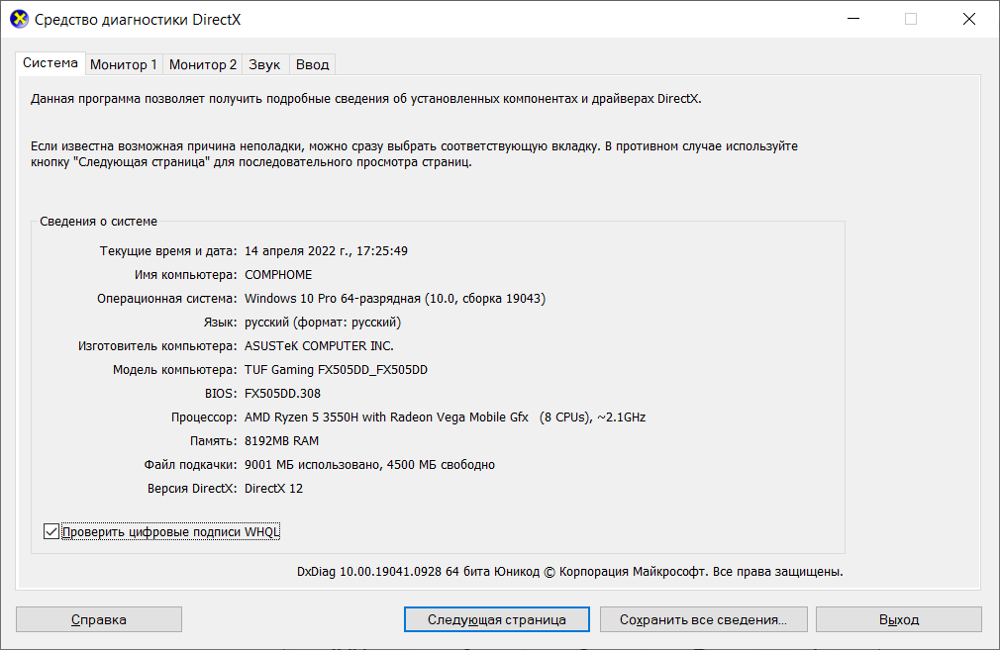 Средство диагностики DirectX
Система Монитор 1 Монитор 2 Звук Ввод
Данная программа позволяет получить подробные сведения об установленных компонентах и драйверах DirectX.
Если известна возможная причина неполадки, можно сразу выбрать соответствующую вкладку. В противном случае используйте
кнопку "Следующая страница" для последовательного просмотра страниц.
Сведения о системе
Текущие время и дата: 14 апреля 2022 г., 17:25:49
Имя компьютера: COMPHOME
Операционная система: Windows 10 Pro 64-разрядная (10.0, сборка 19043)
Язык: русский (формат: русский)
Изготовитель компьютера: ASUSTeK COMPUTER INC.
Модель компьютера: TUF Gaming FX505DD_FX505DD
BIOS: FX505DD.308
Процессор: AMD Ryzen 5 3550H with Radeon Vega Mobile Gfx (8 CPUs), ~2.1GHz
Память: 8192MB RAM
Файл подкачки: 9001 МБ использовано, 4500 МБ свободно
Версия DirectX: DirectX 12
Проверить цифровые подписи WHQL
DxDiag 10.00.19041.0928 64 бита Юникод © Корпорация Майкрософт. Все права защищены.
Справка Следующая страница Сохранить все сведения... Выход